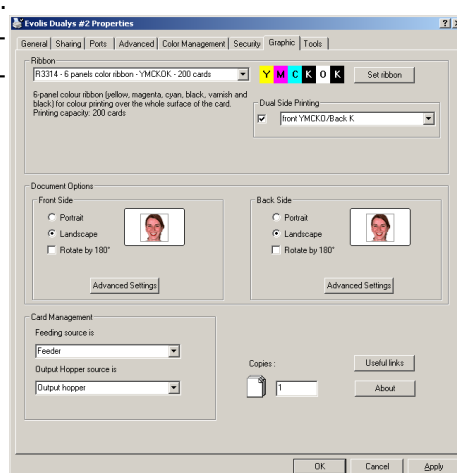 Evolis Dualys #2 Properties
General Sharing Ports Advanced Color Management Security Graphic Tools
Ribbon
R3314 - 6 panels color ribbon - YMCKOK - 200 cards
Y M C K O K
Set ribbon
6-panel colour ribbon (yellow, magenta, cyan, black, varnish and
black) for colour printing over the whole surface of the card.
Printing capacity: 200 cards
Dual Side Printing
front YMCKO/Back K
Document Options
Front Side
Portrait
Landscape
Rotate by 180°
Advanced Settings
Back Side
Portrait
Landscape
Rotate by 180°
Advanced Settings
Card Management
Feeding source is
Feeder
Output Hopper source is
Output hopper
Copies :
1
Useful links
About
OK Cancel Apply